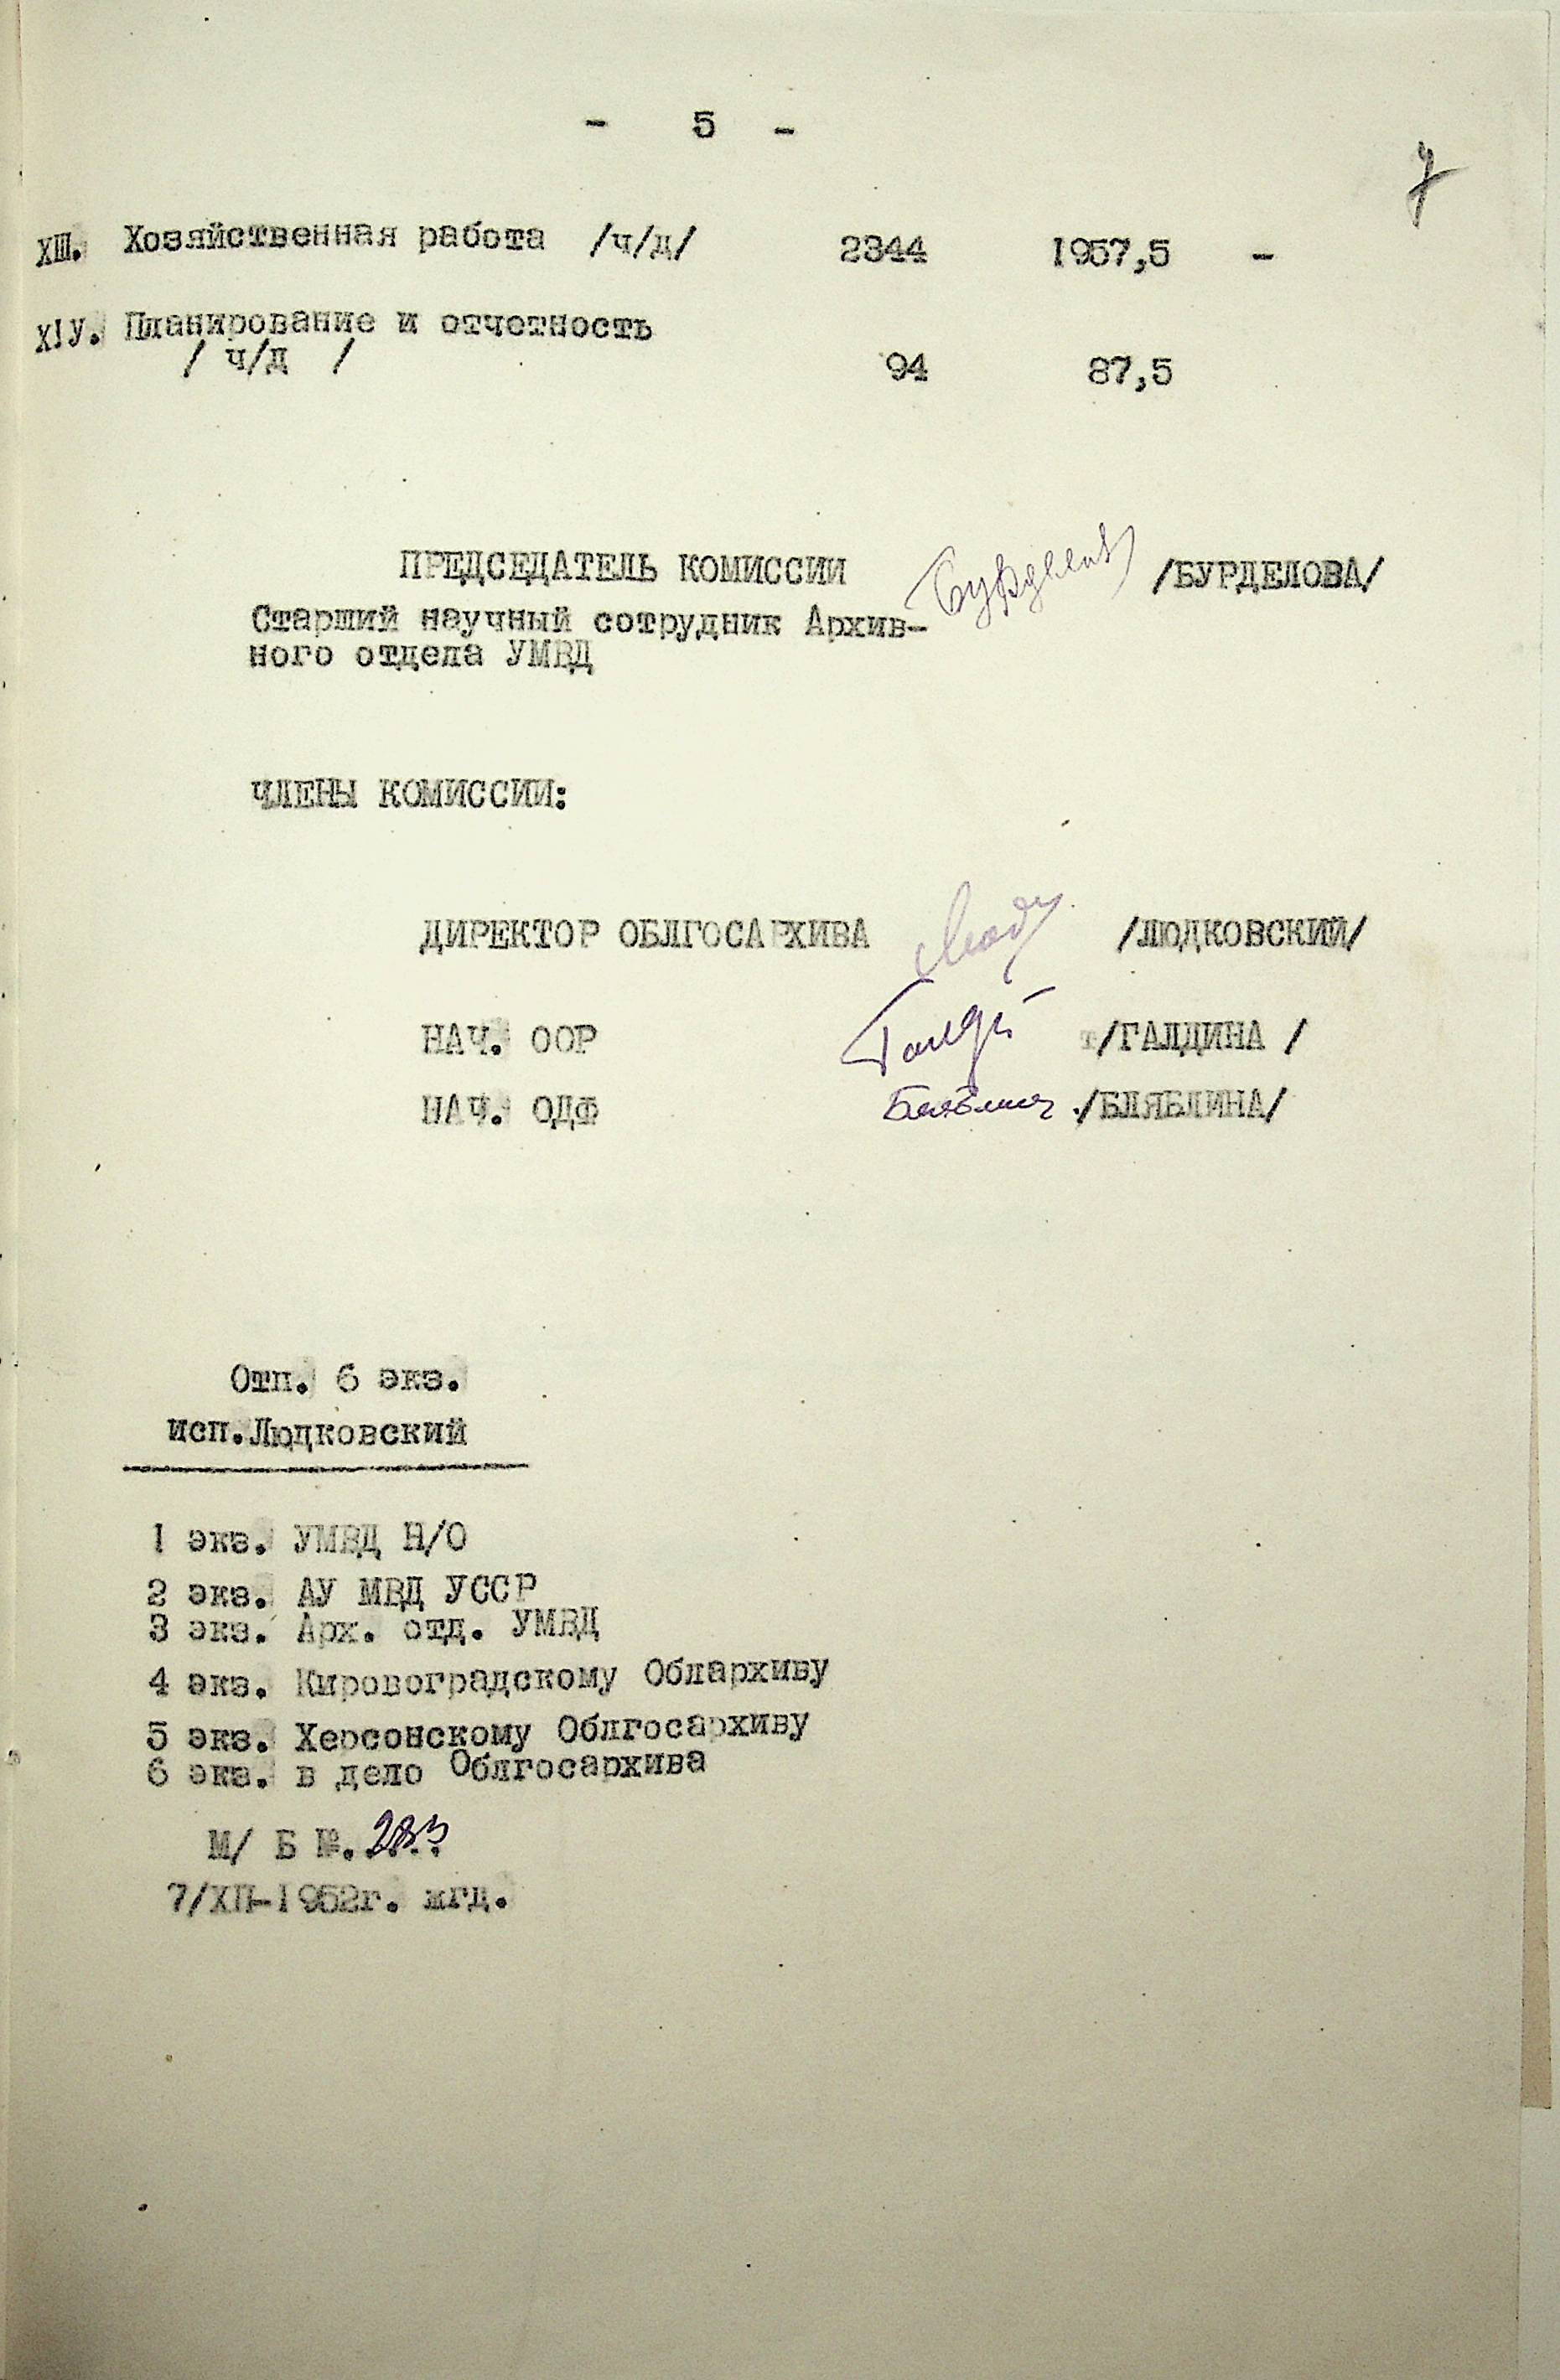 - 5 -
7
XIII. Хозяйственная работа /ч/д/ 2344 1957,5 -
XIУ. Планирование и отчетность
/ ч/д / 94 87,5
ПРЕДСЕДАТЕЛЬ КОМИССИИ /БУРДЕЛОВА/
Старший научный сотрудник Архив-
ного отдела УМВД
ЧЛЕНЫ КОМИССИИ:
ДИРЕКТОР ОБЛГОСАРХИВА /ЛЮДКОВСКИЙ/
НАЧ. ООР /ГАЛДИНА /
НАЧ. ОДФ /БЛЯБЛИНА/
Отп. 6 экз.
исп.Людковский
1 экз. УМВД Н/О
2 экз. АУ МВД УССР
3 экз. Арх. отд. УМВД
4 экз. Кировоградскому Облархиву
5 экз. Херсонскому Облгосархиву
6 экз. в дело Облгосархива
М/ Б №. 283
7/ХП-1952г. мгд.